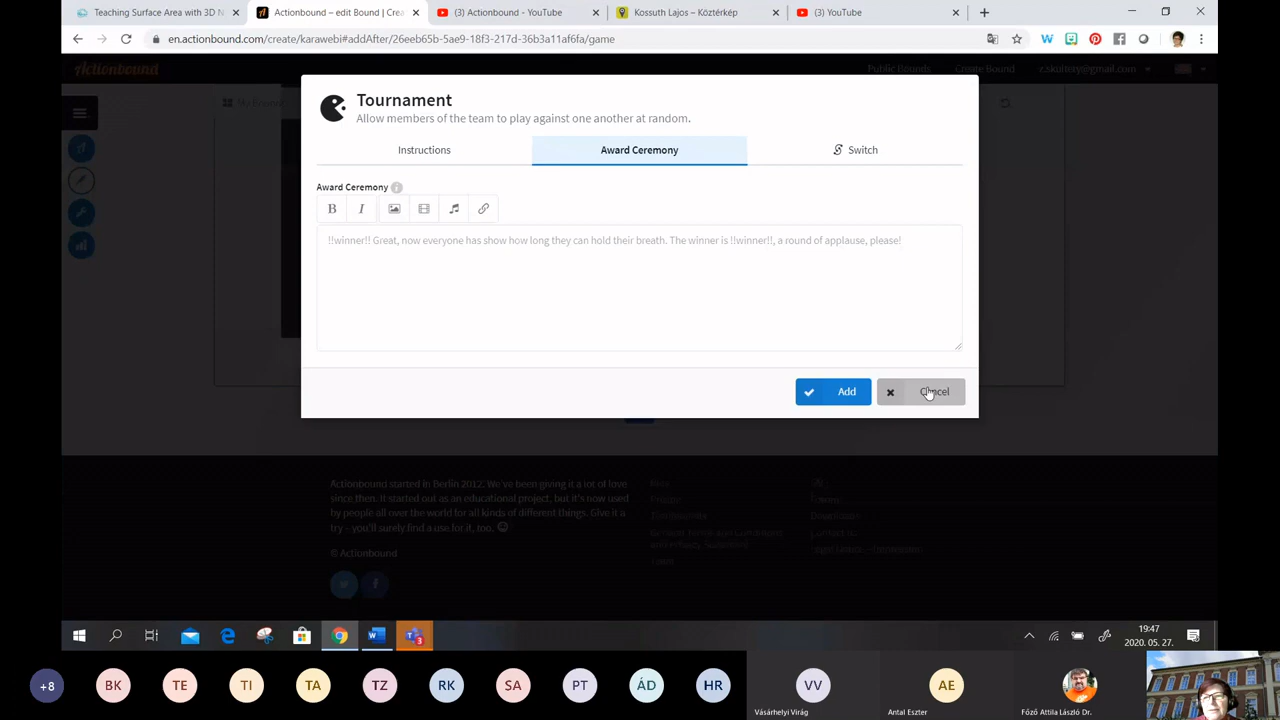 Teaching Surface Area with 3D N
Actionbound – edit Bound | Crea
(3) Actionbound - YouTube
Kossuth Lajos – Köztérkép
(3) YouTube
en.actionbound.com/create/karawebi#addAfter/26eeb65b-5ae9-18f3-217d-36b3a11af6fa/game
Actionbound
Public Bounds
Create Bound
Tournament
Allow members of the team to play against one another at random.
Instructions
Award Ceremony
Switch
Award Ceremony
B
I
!!winner!! Great, now everyone has show how long they can hold their breath. The winner is !!winner!!, a round of applause, please!
Add
Cancel
Actionbound started in Berlin 2012. We've been giving it a lot of love
since then. It started out as an educational project, but it's now used
by people all over the world for all kinds of different things. Give it a
try – you'll surely find a use for it, too.
© Actionbound
19:47
2020. 05. 27.
+8
BK
TE
TI
TA
TZ
RK
SA
PT
ÁD
HR
VV
AE
Vásárhelyi Virág
Antal Eszter
Főző Attila László Dr.